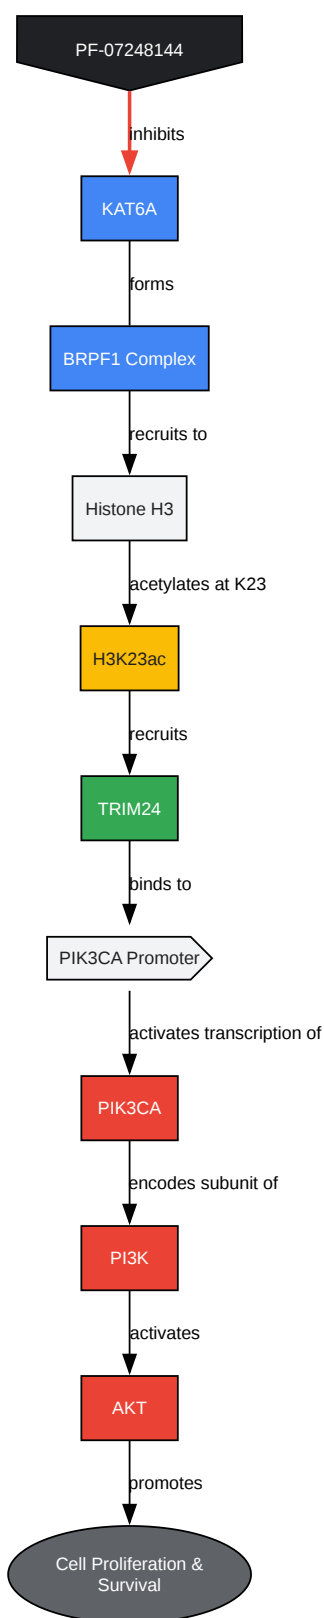 PF-07248144
inhibits
KAT6A
forms
BRPF1 Complex
recruits to
Histone H3
acetylates at K23
H3K23ac
recruits
TRIM24
binds to
PIK3CA Promoter
activates transcription of
PIK3CA
encodes subunit of
PI3K
activates
AKT
promotes
Cell Proliferation &
Survival